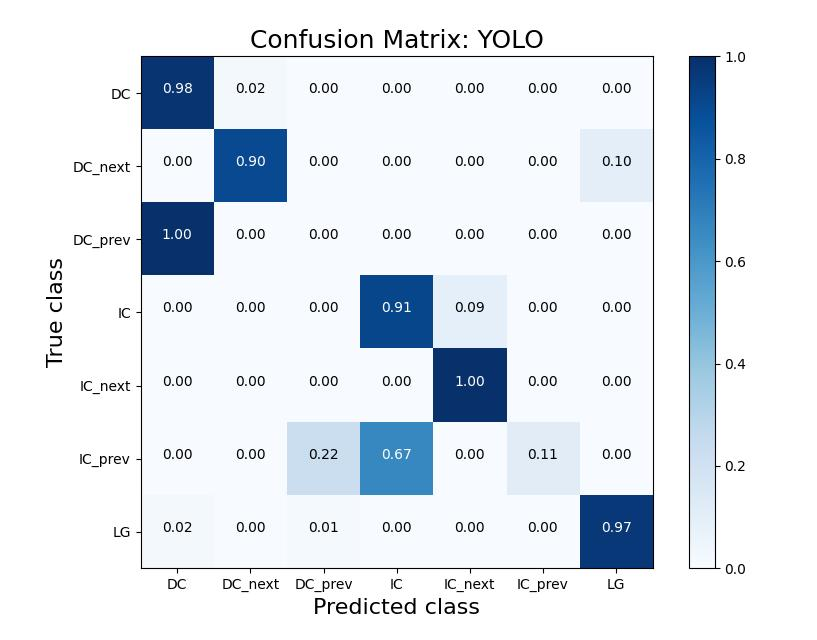 Confusion Matrix: YOLO
DC 0.98 0.02 0.00 0.00 0.00 0.00 0.00
DC_next 0.00 0.90 0.00 0.00 0.00 0.00 0.10
DC_prev 1.00 0.00 0.00 0.00 0.00 0.00 0.00
IC 0.00 0.00 0.00 0.91 0.09 0.00 0.00
IC_next 0.00 0.00 0.00 0.00 1.00 0.00 0.00
IC_prev 0.00 0.00 0.22 0.67 0.00 0.11 0.00
LG 0.02 0.00 0.01 0.00 0.00 0.00 0.97
DC DC_next DC_prev IC IC_next IC_prev LG
Predicted class
True class
1.0
0.8
0.6
0.4
0.2
0.0